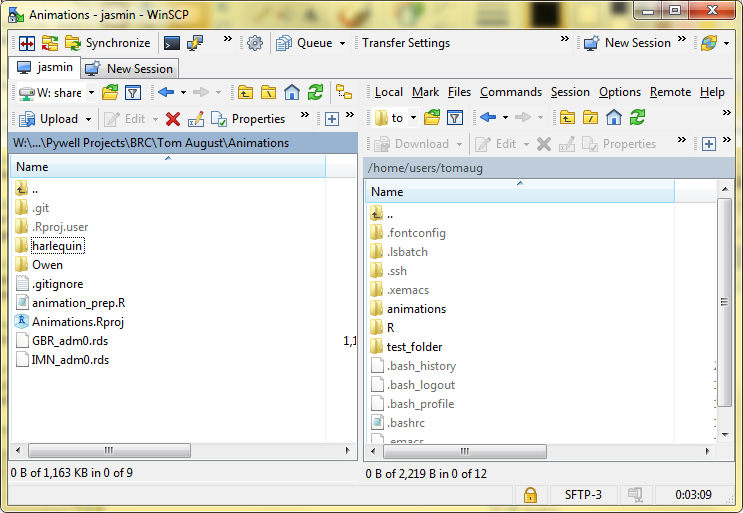 Animations - jasmin - WinSCP
Synchronize » Queue Transfer Settings » New Session »
jasmin New Session
W: share
Upload Edit Properties »
W:\...\Pywell Projects\BRC\Tom August\Animations
Name
..
.git
.Rproj.user
harlequin
Owen
.gitignore
animation_prep.R
Animations.Rproj
GBR_adm0.rds 1,1
IMN_adm0.rds
0 B of 1,163 KB in 0 of 9
Local Mark Files Commands Session Options Remote Help
to »
Download Edit Properties »
/home/users/tomaug
Name
..
.fontconfig
.lsbatch
.ssh
.xemacs
animations
R
test_folder
.bash_history
.bash_logout
.bash_profile
.bashrc
.emacs
0 B of 2,219 B in 0 of 12
SFTP-3 0:03:09